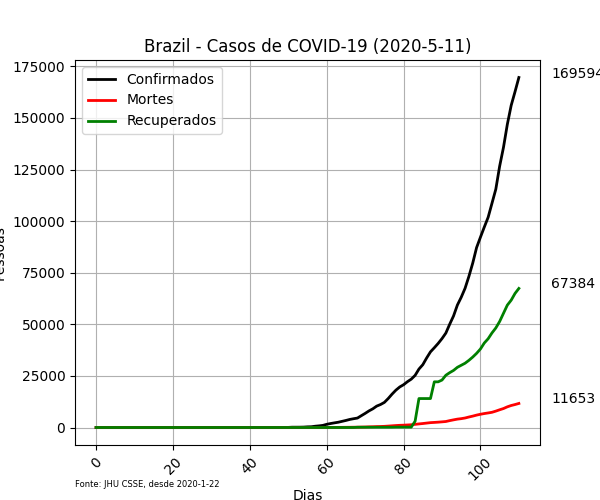 Brazil - Casos de COVID-19 (2020-5-11)
Confirmados
Mortes
Recuperados
175000
150000
125000
100000
75000
50000
25000
0
169594
67384
11653
0
20
40
60
80
100
Dias
Fonte: JHU CSSE, desde 2020-1-22